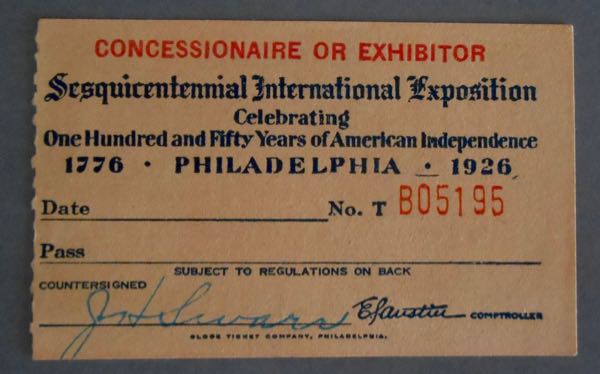 CONCESSIONAIRE OR EXHIBITOR
Sesquicentennial International Exposition
Celebrating
One Hundred and Fifty Years of American Independence
1776 · PHILADELPHIA · 1926
Date No. T B05195
Pass
SUBJECT TO REGULATIONS ON BACK
COUNTERSIGNED
E. L. Austin COMPTROLLER
GLOBE TICKET COMPANY, PHILADELPHIA.